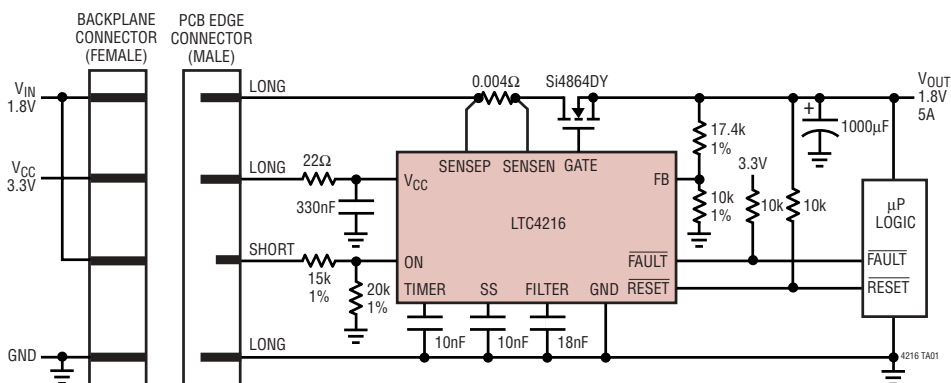 BACKPLANE
CONNECTOR
(FEMALE)
PCB EDGE
CONNECTOR
(MALE)
VIN
1.8V
VCC
3.3V
GND
LONG
LONG
SHORT
LONG
0.004Ω
Si4864DY
22Ω
330nF
15k
1%
20k
1%
SENSEP
SENSEN
GATE
VCC
FB
LTC4216
ON
FAULT
RESET
TIMER
SS
FILTER
GND
10nF
10nF
18nF
17.4k
1%
10k
1%
3.3V
10k
10k
+
1000µF
VOUT
1.8V
5A
µP
LOGIC
FAULT
RESET
4216 TA01